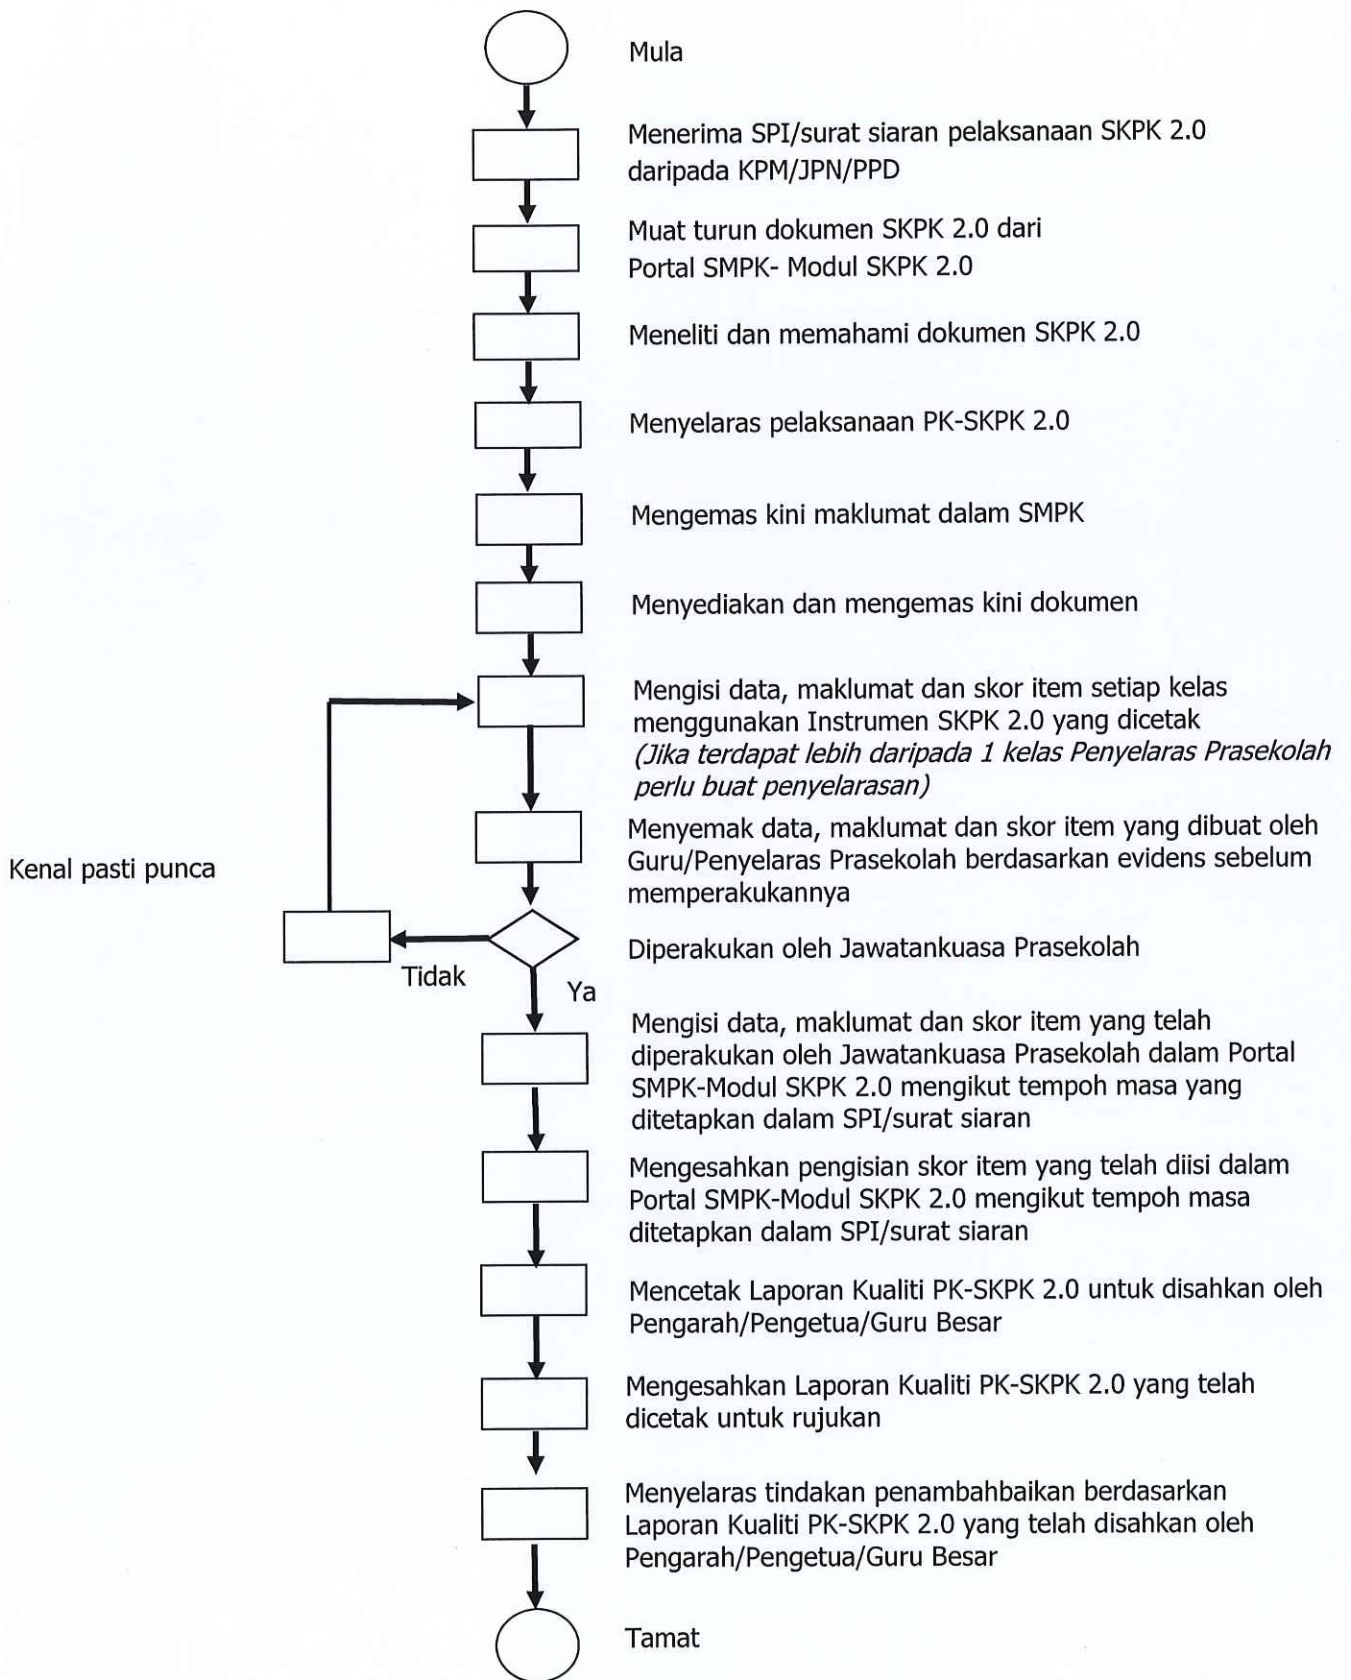 Mula
Menerima SPI/surat siaran pelaksanaan SKPK 2.0
daripada KPM/JPN/PPD
Muat turun dokumen SKPK 2.0 dari
Portal SMPK- Modul SKPK 2.0
Meneliti dan memahami dokumen SKPK 2.0
Menyelaras pelaksanaan PK-SKPK 2.0
Mengemas kini maklumat dalam SMPK
Menyediakan dan mengemas kini dokumen
Mengisi data, maklumat dan skor item setiap kelas
menggunakan Instrumen SKPK 2.0 yang dicetak
(Jika terdapat lebih daripada 1 kelas Penyelaras Prasekolah
perlu buat penyelarasan)
Menyemak data, maklumat dan skor item yang dibuat oleh
Guru/Penyelaras Prasekolah berdasarkan evidens sebelum
memperakukannya
Kenal pasti punca
Diperakukan oleh Jawatankuasa Prasekolah
Tidak
Ya
Mengisi data, maklumat dan skor item yang telah
diperakukan oleh Jawatankuasa Prasekolah dalam Portal
SMPK-Modul SKPK 2.0 mengikut tempoh masa yang
ditetapkan dalam SPI/surat siaran
Mengesahkan pengisian skor item yang telah diisi dalam
Portal SMPK-Modul SKPK 2.0 mengikut tempoh masa
ditetapkan dalam SPI/surat siaran
Mencetak Laporan Kualiti PK-SKPK 2.0 untuk disahkan oleh
Pengarah/Pengetua/Guru Besar
Mengesahkan Laporan Kualiti PK-SKPK 2.0 yang telah
dicetak untuk rujukan
Menyelaras tindakan penambahbaikan berdasarkan
Laporan Kualiti PK-SKPK 2.0 yang telah disahkan oleh
Pengarah/Pengetua/Guru Besar
Tamat